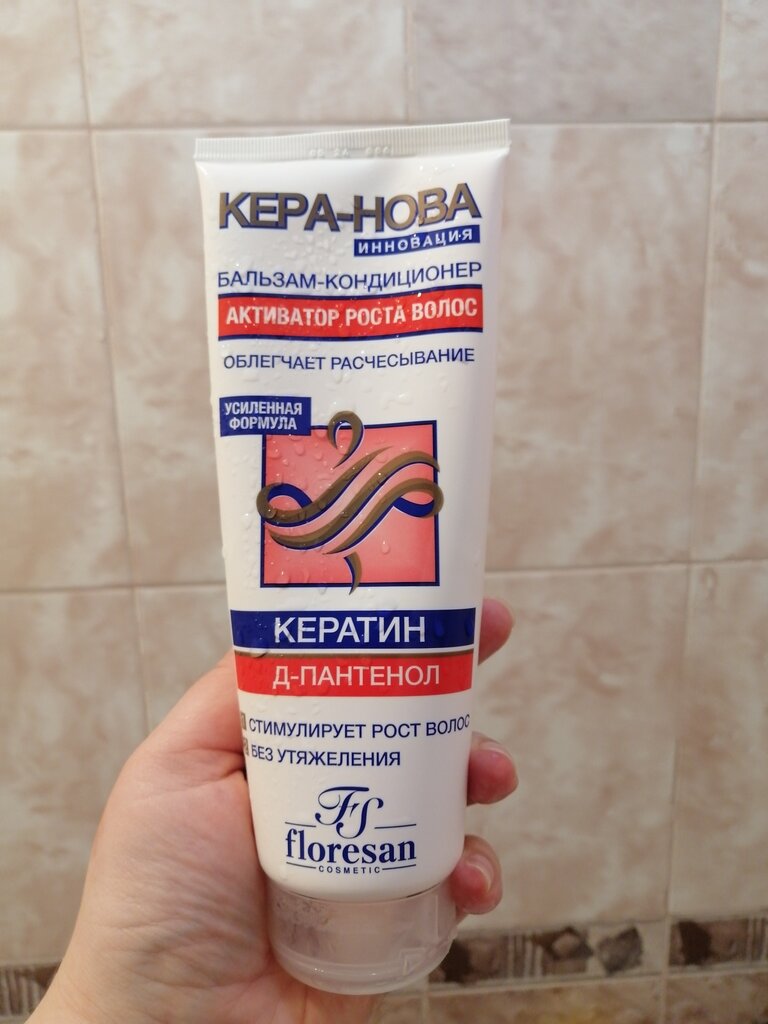 КЕРА-НОВА
ИННОВАЦИЯ
БАЛЬЗАМ-КОНДИЦИОНЕР
АКТИВАТОР РОСТА ВОЛОС
ОБЛЕГЧАЕТ РАСЧЕСЫВАНИЕ
УСИЛЕННАЯ
ФОРМУЛА
КЕРАТИН
Д-ПАНТЕНОЛ
СТИМУЛИРУЕТ РОСТ ВОЛОС
БЕЗ УТЯЖЕЛЕНИЯ
FS
floresan
COSMETIC